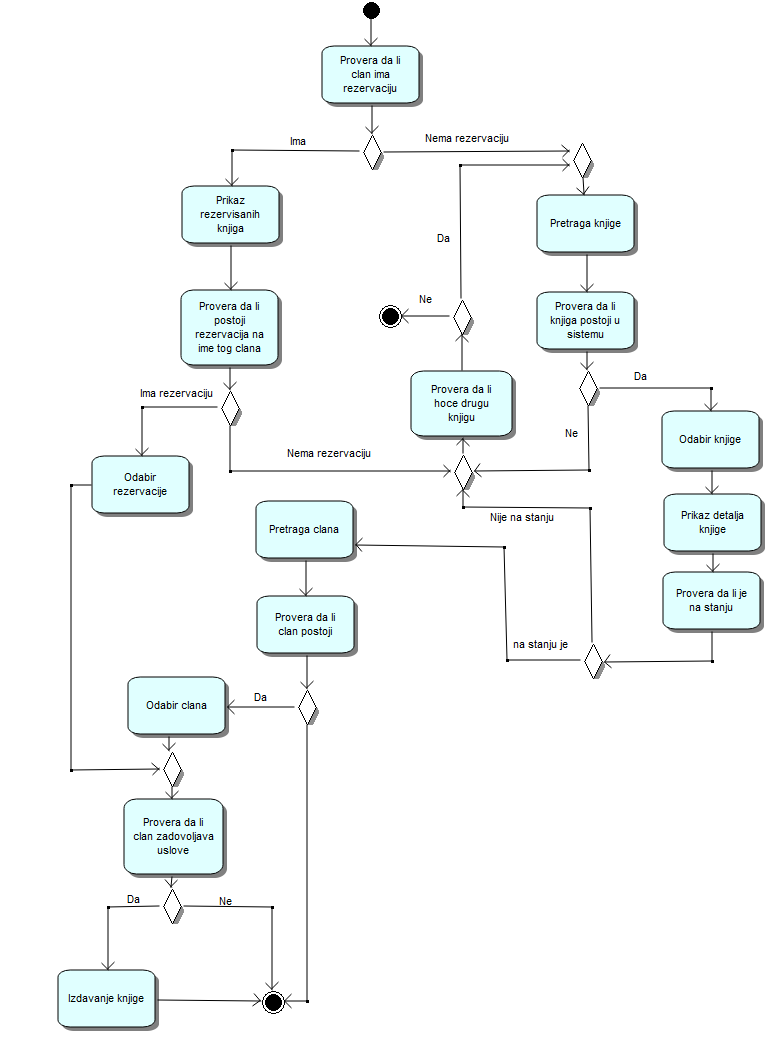 Provera da li
clan ima
rezervaciju
Ima
Nema rezervaciju
Prikaz
rezervisanih
knjiga
Pretraga knjige
Da
Provera da li
postoji
rezervacija na
ime tog clana
Ne
Provera da li
knjiga postoji u
sistemu
Provera da li
hoce drugu
knjigu
Da
Ima rezervaciju
Ne
Odabir knjige
Nema rezervaciju
Odabir
rezervacije
Nije na stanju
Prikaz detalja
knjige
Pretraga clana
Provera da li je
na stanju
Provera da li
clan postoji
na stanju je
Da
Odabir clana
Provera da li
clan zadovoljava
uslove
Da
Ne
Izdavanje knjige